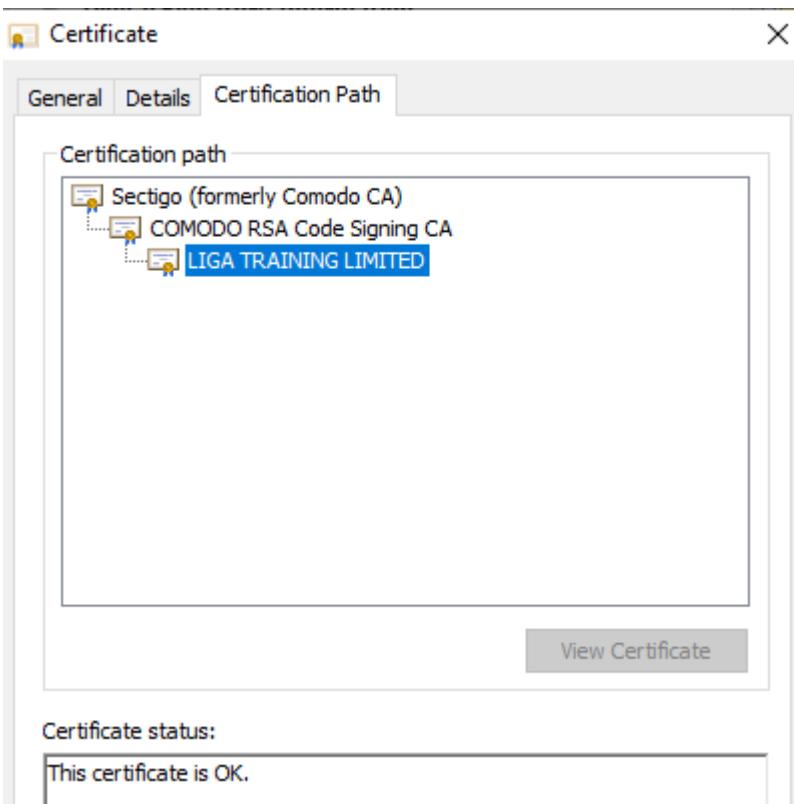 Certificate
General Details Certification Path
Certification path
Sectigo (formerly Comodo CA)
COMODO RSA Code Signing CA
LIGA TRAINING LIMITED
View Certificate
Certificate status:
This certificate is OK.